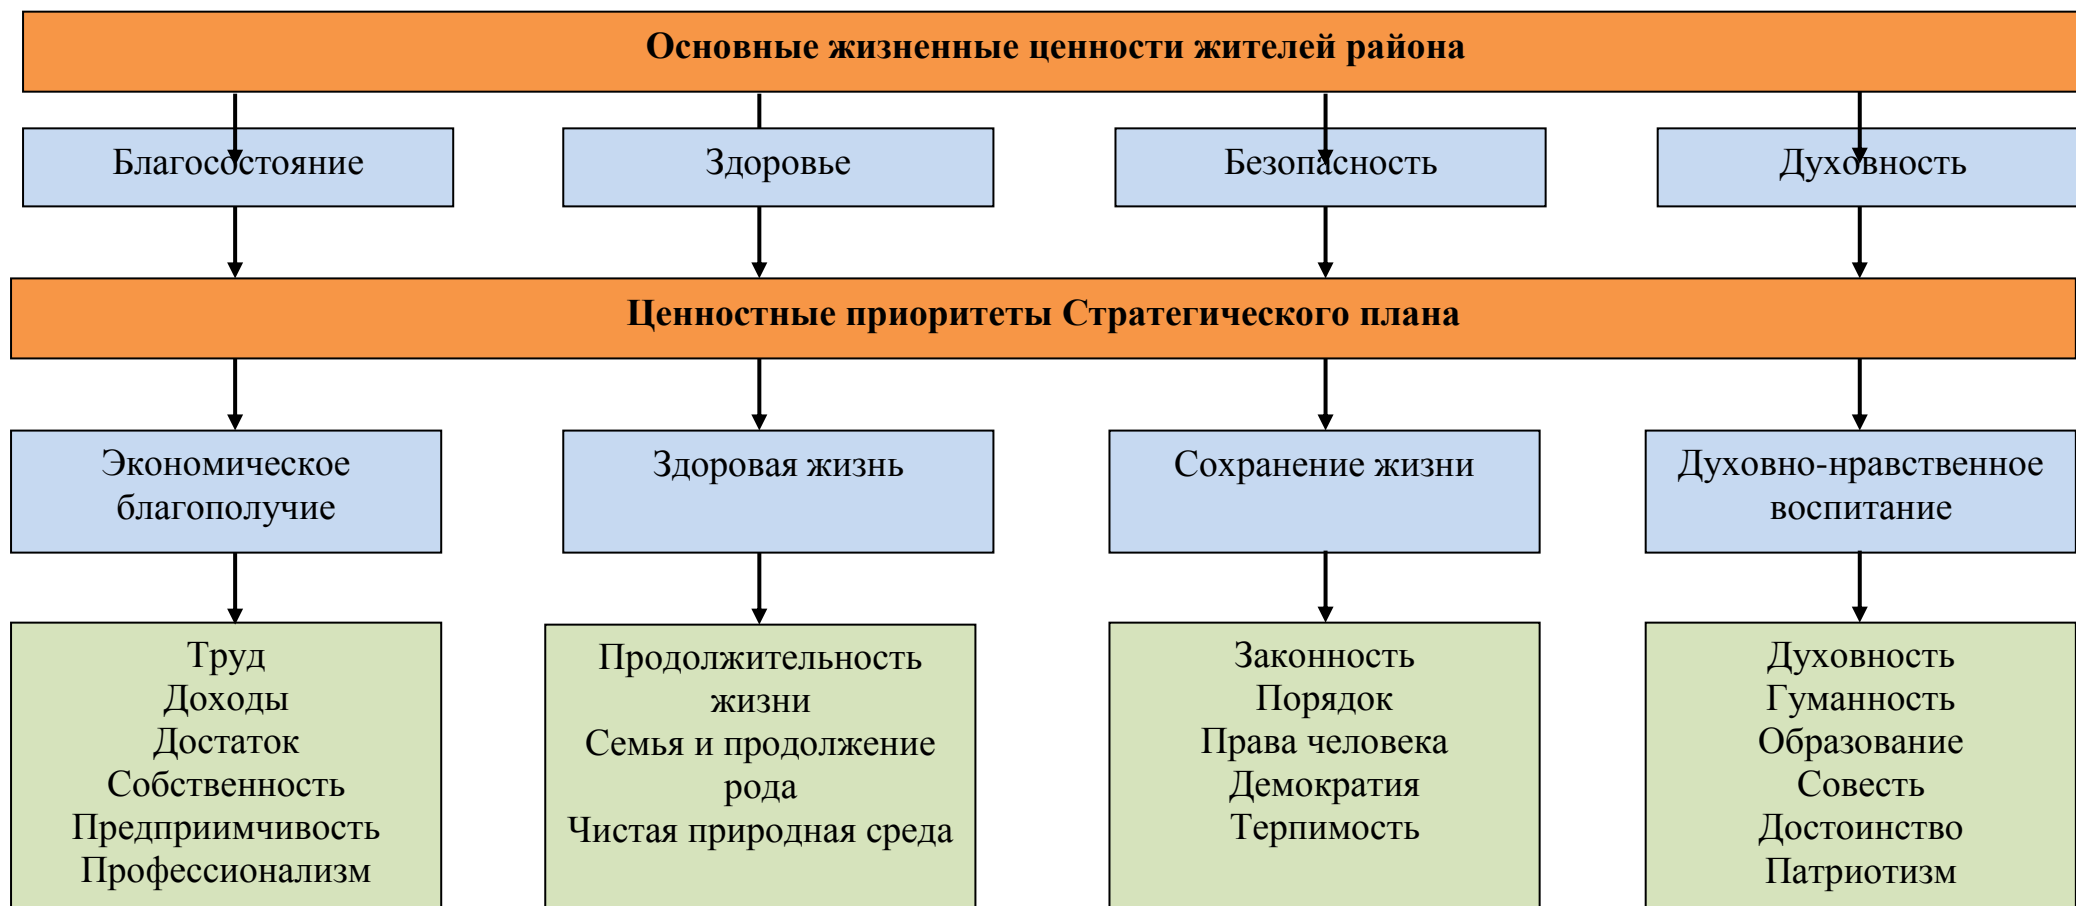 Основные жизненные ценности жителей района
Благосостояние
Здоровье
Безопасность
Духовность
Ценностные приоритеты Стратегического плана
Экономическое
благополучие
Здоровая жизнь
Сохранение жизни
Духовно-нравственное
воспитание
Труд
Доходы
Достаток
Собственность
Предприимчивость
Профессионализм
Продолжительность
жизни
Семья и продолжение
рода
Чистая природная среда
Законность
Порядок
Права человека
Демократия
Терпимость
Духовность
Гуманность
Образование
Совесть
Достоинство
Патриотизм